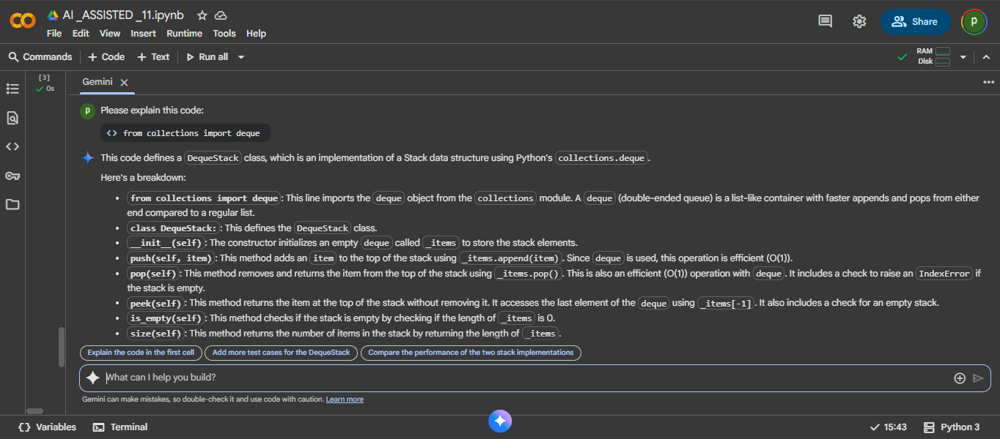 AI _ASSISTED _11.ipynb
File Edit View Insert Runtime Tools Help
Share
P
Commands + Code + Text Run all
RAM
Disk
[3]
0s
Gemini
P
Please explain this code:
<> from collections import deque
This code defines a DequeStack class, which is an implementation of a Stack data structure using Python's collections.deque.
Here's a breakdown:
• from collections import deque: This line imports the deque object from the collections module. A deque (double-ended queue) is a list-like container with faster appends and pops from either
end compared to a regular list.
• class DequeStack:: This defines the DequeStack class.
• __init__(self): The constructor initializes an empty deque called _items to store the stack elements.
• push(self, item): This method adds an item to the top of the stack using _items.append(item). Since deque is used, this operation is efficient (O(1)).
• pop(self): This method removes and returns the item from the top of the stack using _items.pop(). This is also an efficient (O(1)) operation with deque. It includes a check to raise an IndexError if
the stack is empty.
• peek(self): This method returns the item at the top of the stack without removing it. It accesses the last element of the deque using _items[-1]. It also includes a check for an empty stack.
• is_empty(self): This method checks if the stack is empty by checking if the length of _items is 0.
• size(self): This method returns the number of items in the stack by returning the length of _items.
Explain the code in the first cell Add more test cases for the DequeStack Compare the performance of the two stack implementations
What can I help you build?
Gemini can make mistakes, so double-check it and use code with caution. Learn more
{} Variables Terminal
15:43 Python 3